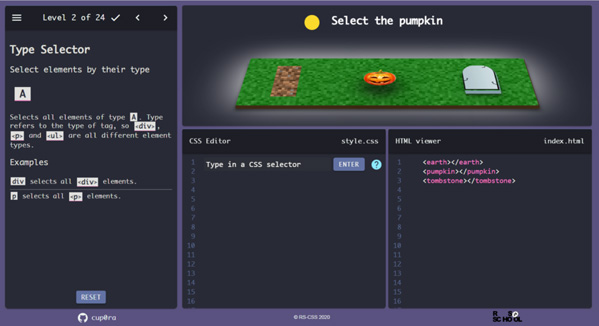 Level 2 of 24
Type Selector
Select elements by their type
A
Selects all elements of type A. Type
refers to the type of tag, so <div>,
<p> and <ul> are all different element
types.
Examples
div selects all <div> elements.
p selects all <p> elements.
RESET
Select the pumpkin
CSS Editor style.css
1 Type in a CSS selector ENTER ?
2
3
4
5
6
7
8
9
10
11
12
13
14
15
16
HTML viewer index.html
1 <earth></earth>
2 <pumpkin></pumpkin>
3 <tombstone></tombstone>
4
5
6
7
8
9
10
11
12
13
14
15
16
cup@ra
© RS-CSS 2020
RS
SCHOOL